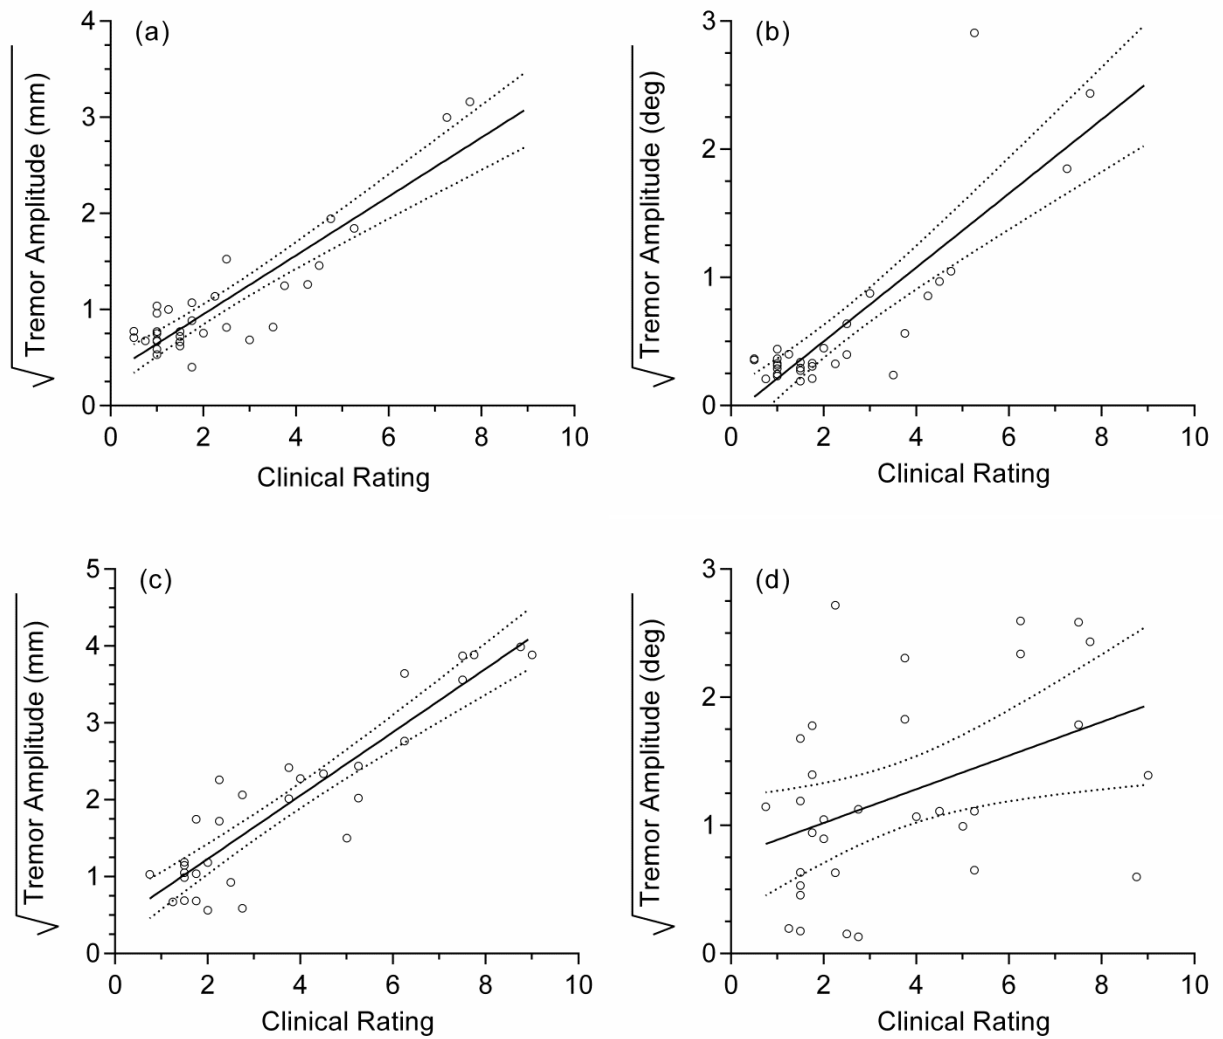 (a)
√Tremor Amplitude (mm)
4
3
2
1
0
0 2 4 6 8 10
Clinical Rating
(b)
√Tremor Amplitude (deg)
3
2
1
0
0 2 4 6 8 10
Clinical Rating
(c)
√Tremor Amplitude (mm)
5
4
3
2
1
0
0 2 4 6 8 10
Clinical Rating
(d)
√Tremor Amplitude (deg)
3
2
1
0
0 2 4 6 8 10
Clinical Rating